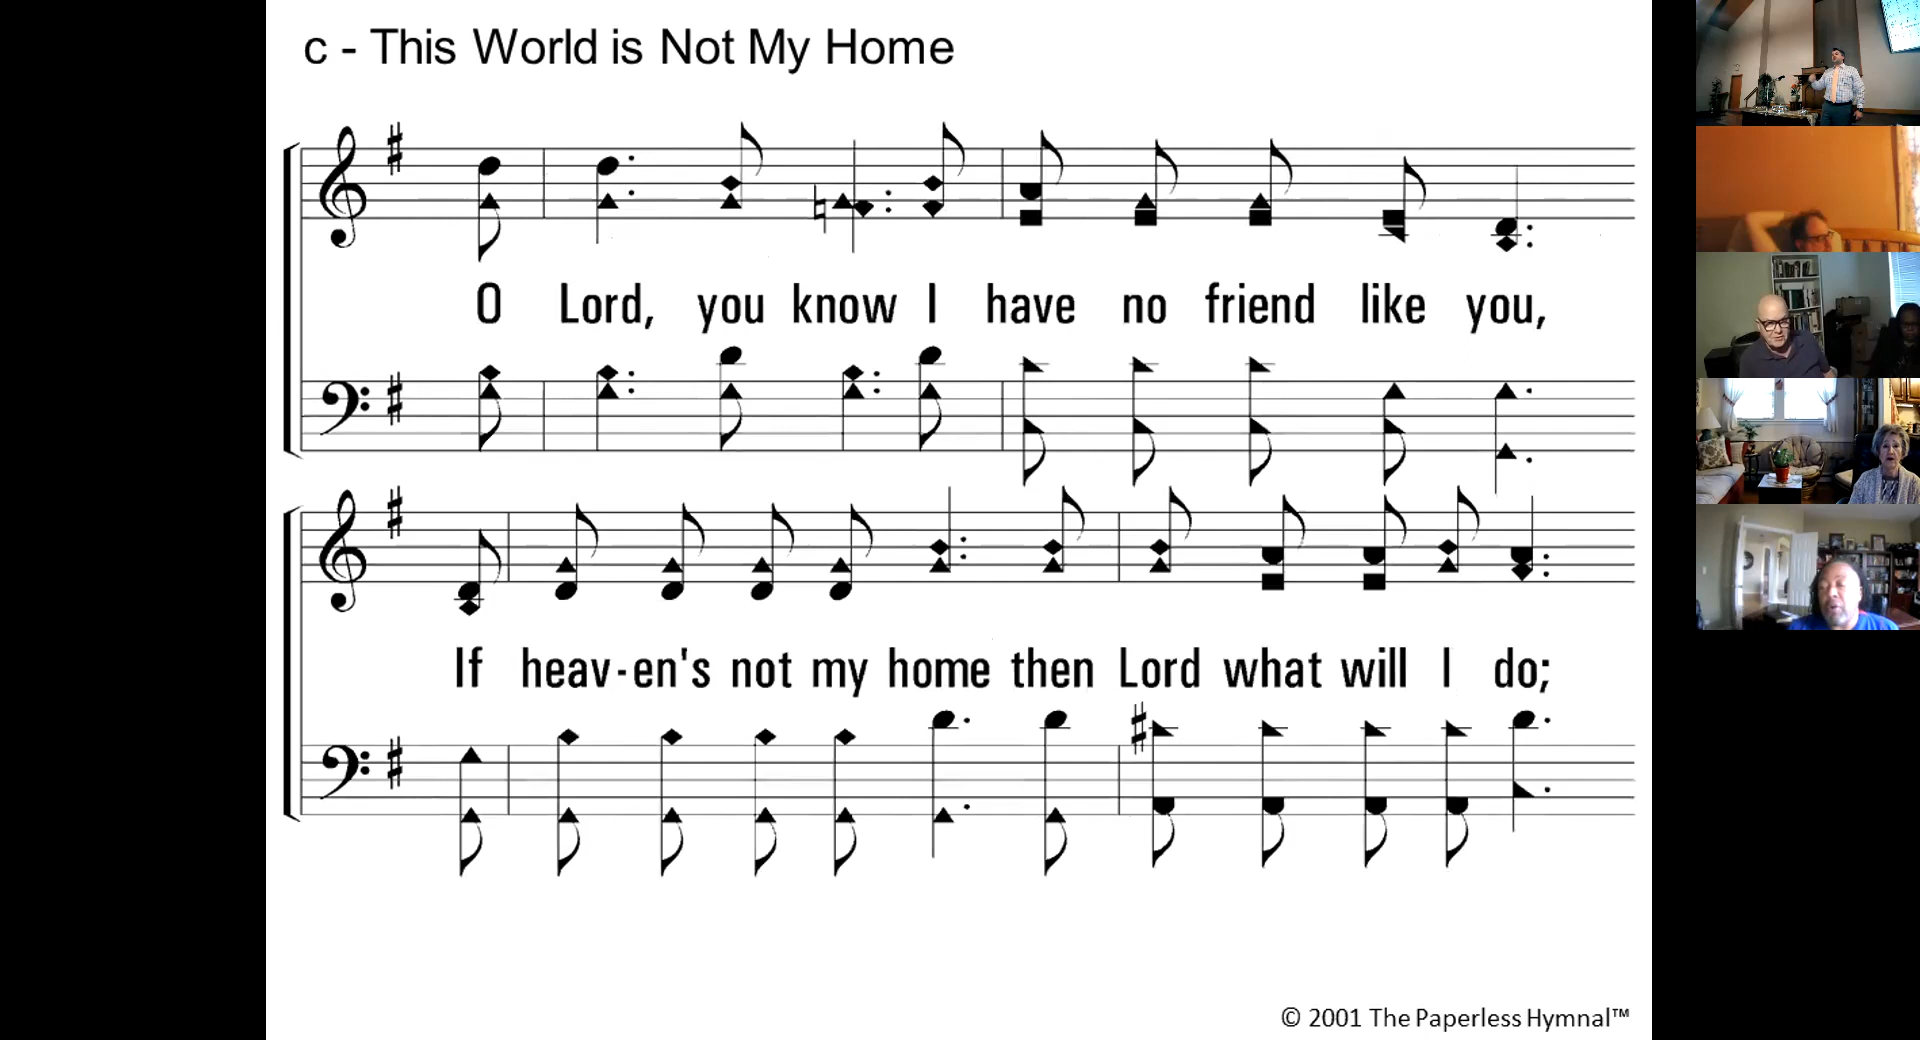 c - This World is Not My Home
O Lord, you know I have no friend like you,
If heav-en's not my home then Lord what will I do;
© 2001 The Paperless Hymnal™